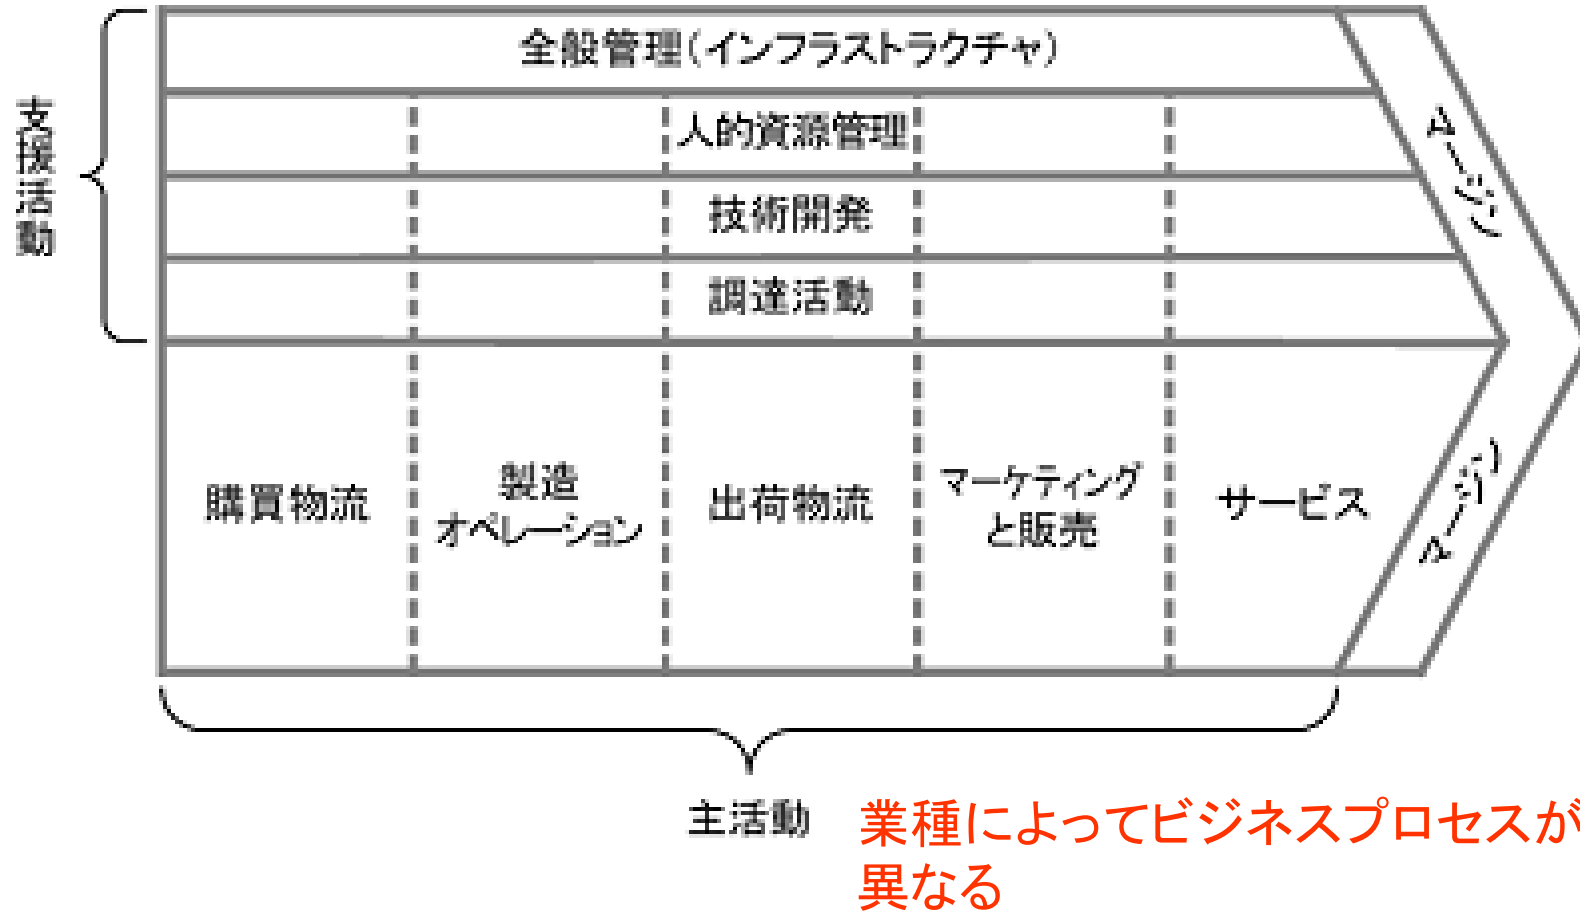 全般管理(インフラストラクチャ)
人的資源管理
技術開発
調達活動
支援活動
マージン
購買物流
製造
オペレーション
出荷物流
マーケティング
と販売
サービス
マージン
主活動
業種によってビジネスプロセスが
異なる